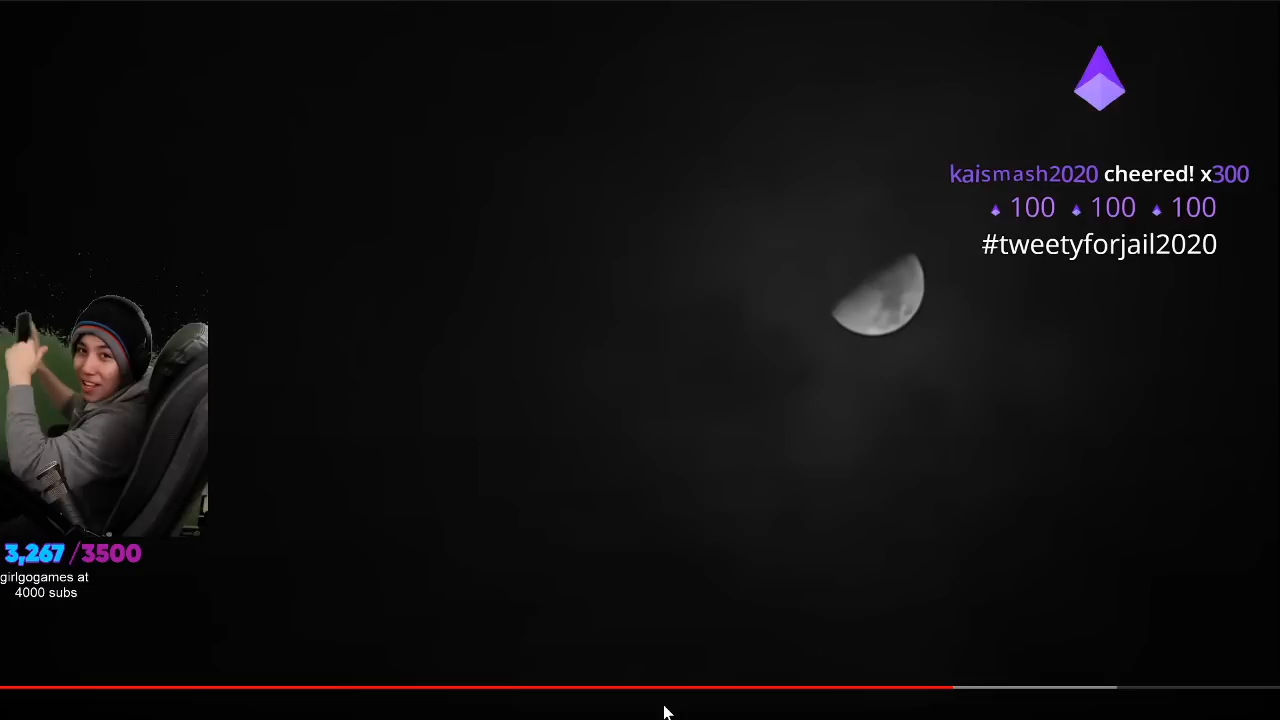 kaismash2020 cheered! x300
100 100 100
#tweetyforjail2020
3,267 /3500
girlgogames at
4000 subs